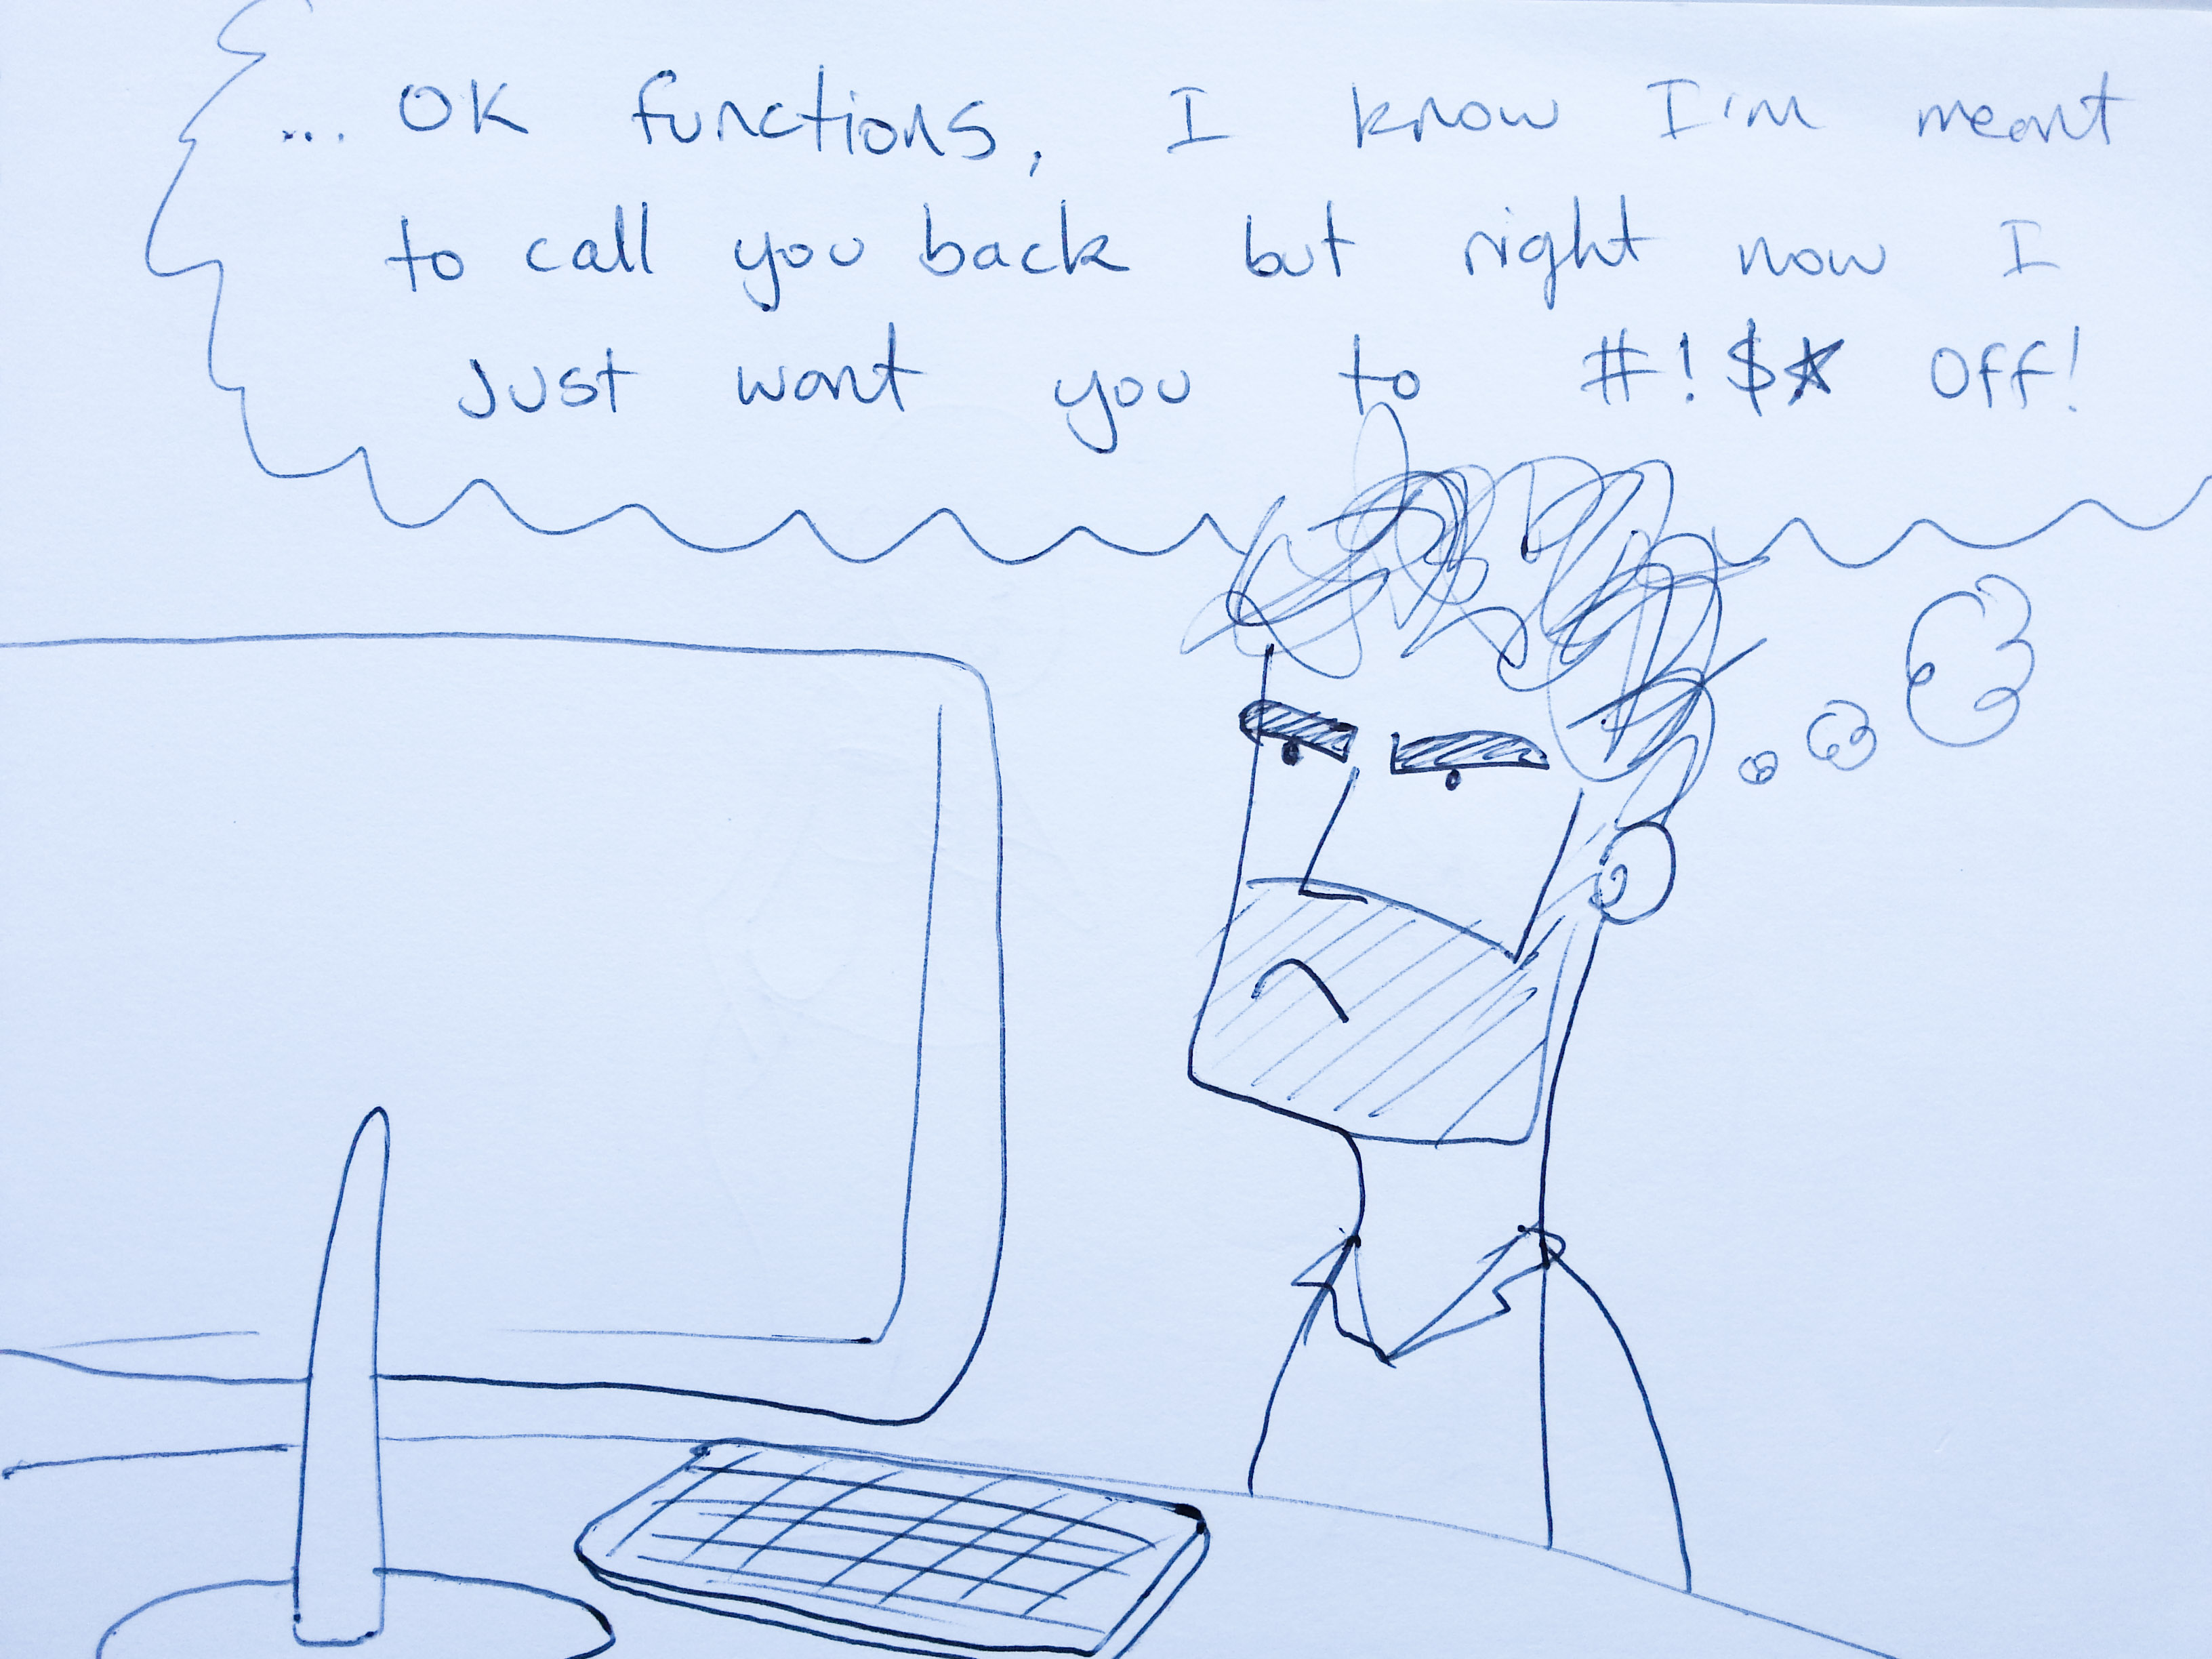 ... OK functions, I know I'm meant
to call you back but right now I
Just want you to #!$* Off!